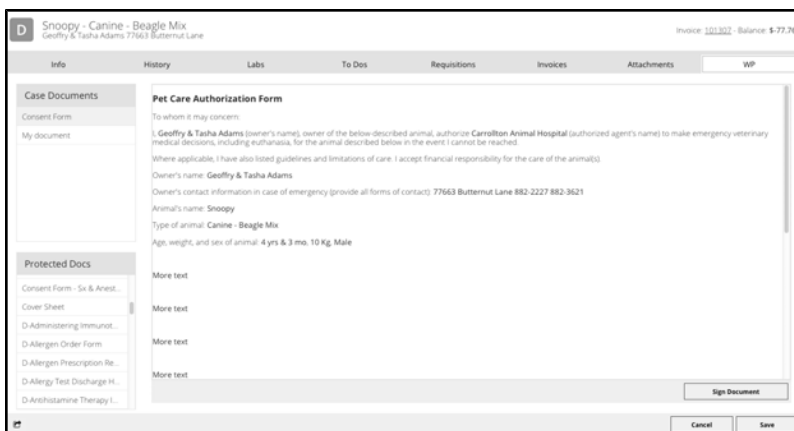 D
Snoopy - Canine - Beagle Mix
Geoffry & Tasha Adams 77663 Butternut Lane
Invoice: 101307 - Balance: $-77.76
Info
History
Labs
To Dos
Requisitions
Invoices
Attachments
WP
Case Documents
Consent Form
My document
Protected Docs
Consent Form - Sx & Anest...
Cover Sheet
D-Administering Immunot...
D-Allergen Order Form
D-Allergen Prescription Re...
D-Allergy Test Discharge H...
D-Antihistamine Therapy I...
Pet Care Authorization Form
To whom it may concern:
I, Geoffry & Tasha Adams (owner's name), owner of the below-described animal, authorize Carrollton Animal Hospital (authorized agent's name) to make emergency veterinary
medical decisions, including euthanasia, for the animal described below in the event I cannot be reached.
Where applicable, I have also listed guidelines and limitations of care. I accept financial responsibility for the care of the animal(s).
Owner's name: Geoffry & Tasha Adams
Owner's contact information in case of emergency (provide all forms of contact): 77663 Butternut Lane 882-2227 882-3621
Animal's name: Snoopy
Type of animal: Canine - Beagle Mix
Age, weight, and sex of animal: 4 yrs & 3 mo. 10 Kg, Male
More text
More text
More text
More text
Sign Document
Cancel
Save